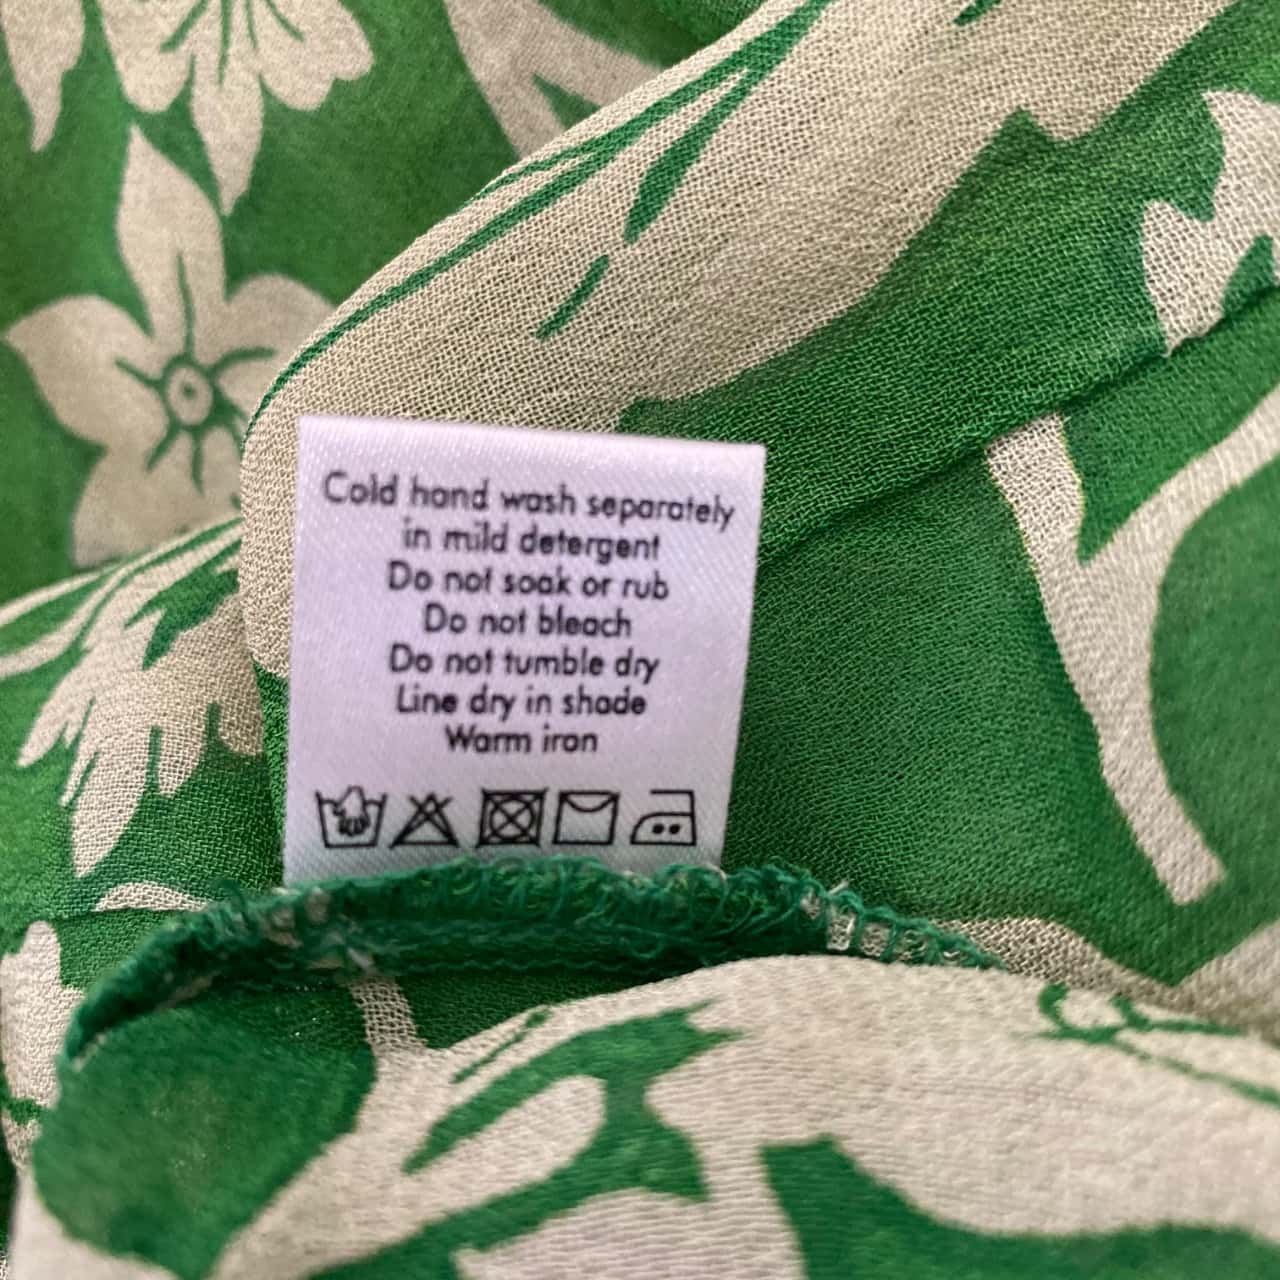 Cold hand wash separately
in mild detergent
Do not soak or rub
Do not bleach
Do not tumble dry
Line dry in shade
Warm iron